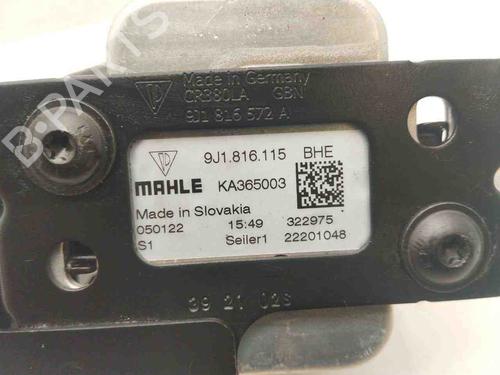 B-PARTS
Made in Germany
CR380LA GBN
9J1 816 572 A
9J1.816.115 BHE
MAHLE KA365003
Made in Slovakia
050122 15:49 322975
S1 Seiler1 22201048
39 21 026